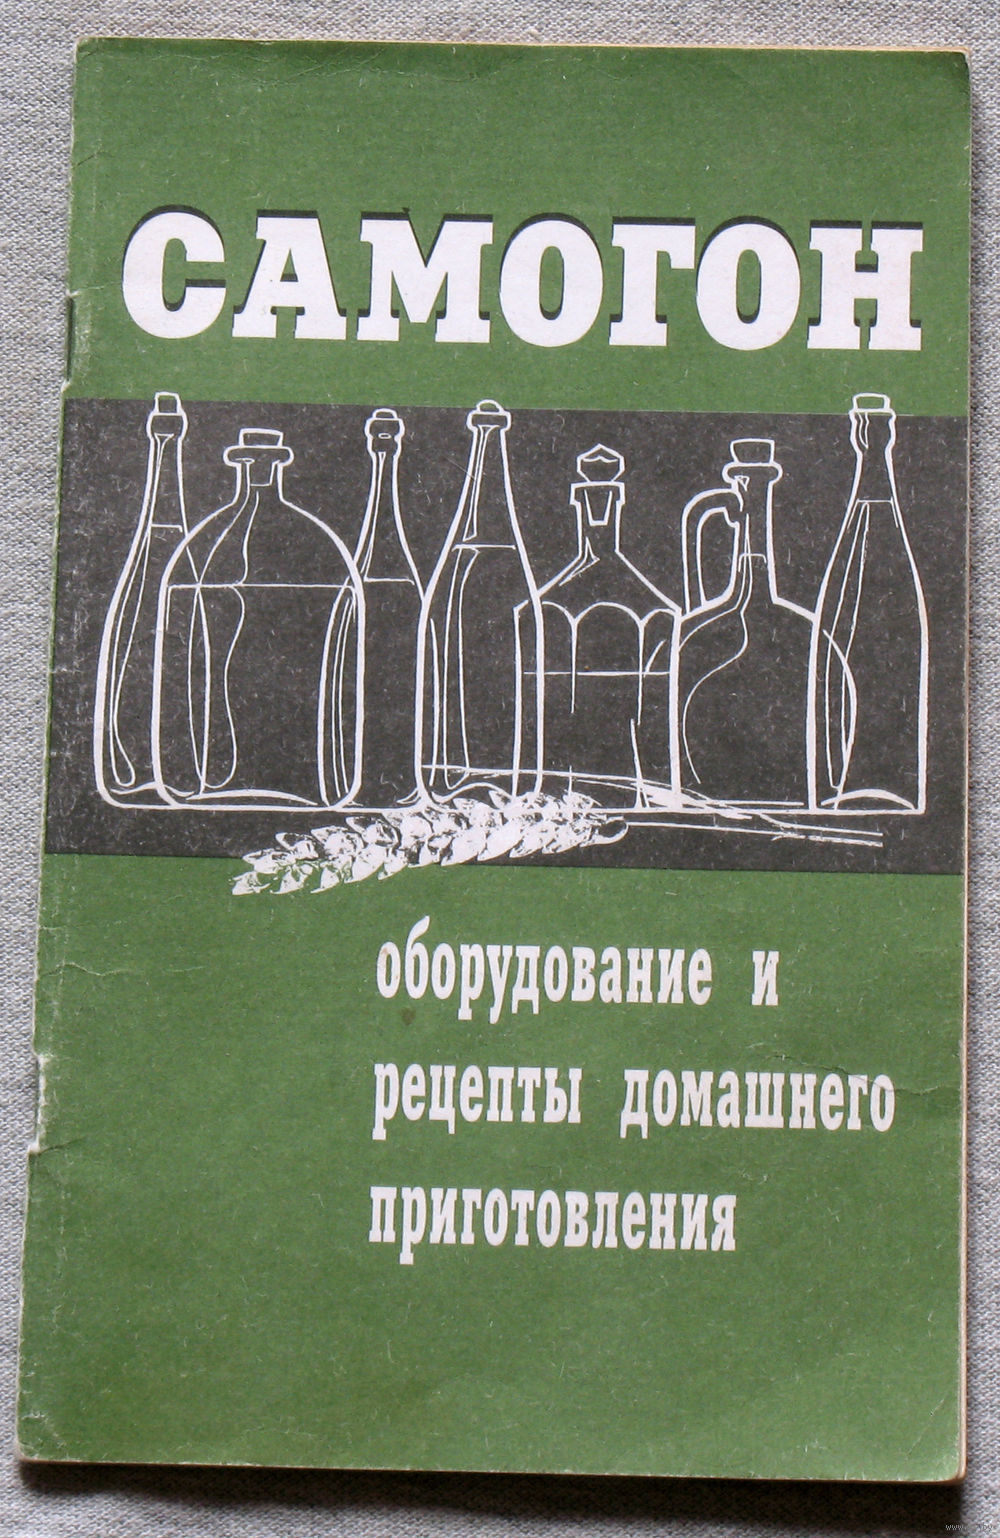 САМОГОН
оборудование и
рецепты домашнего
приготовления